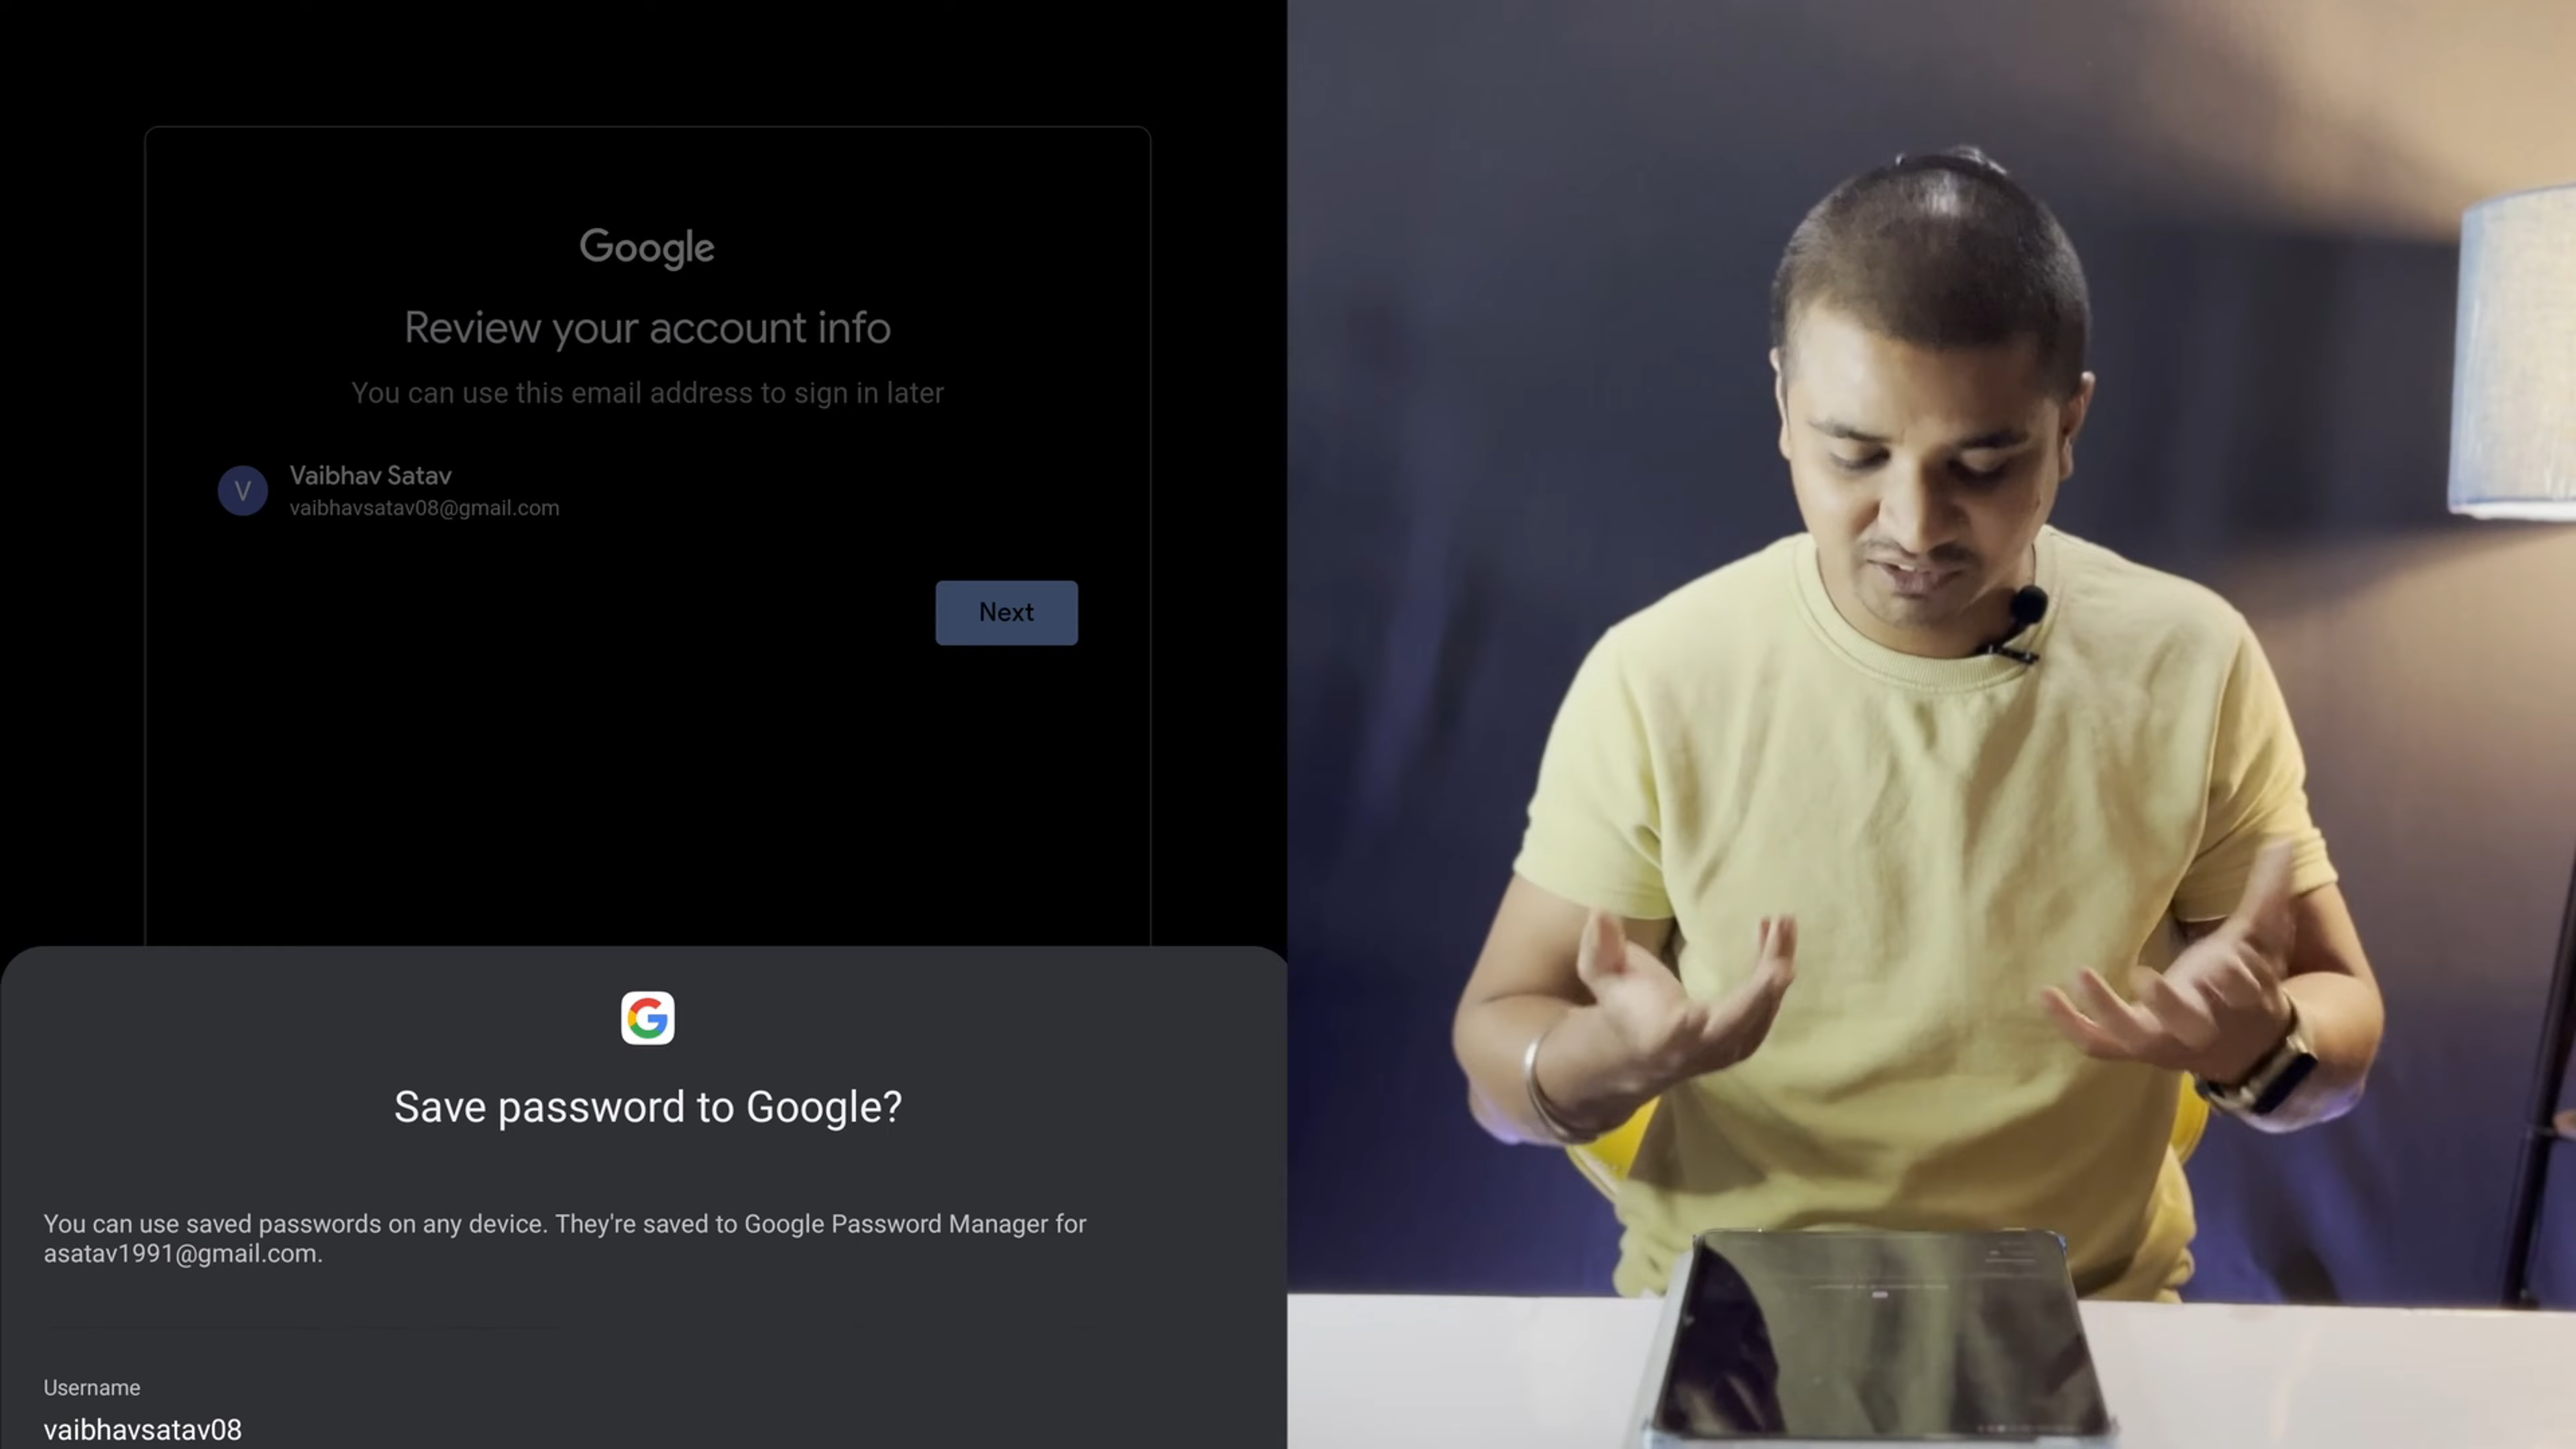 Google
Review your account info
You can use this email address to sign in later
V
Vaibhav Satav
vaibhavsatav08@gmail.com
Next
G
Save password to Google?
You can use saved passwords on any device. They're saved to Google Password Manager for
asatav1991@gmail.com.
Username
vaibhavsatav08